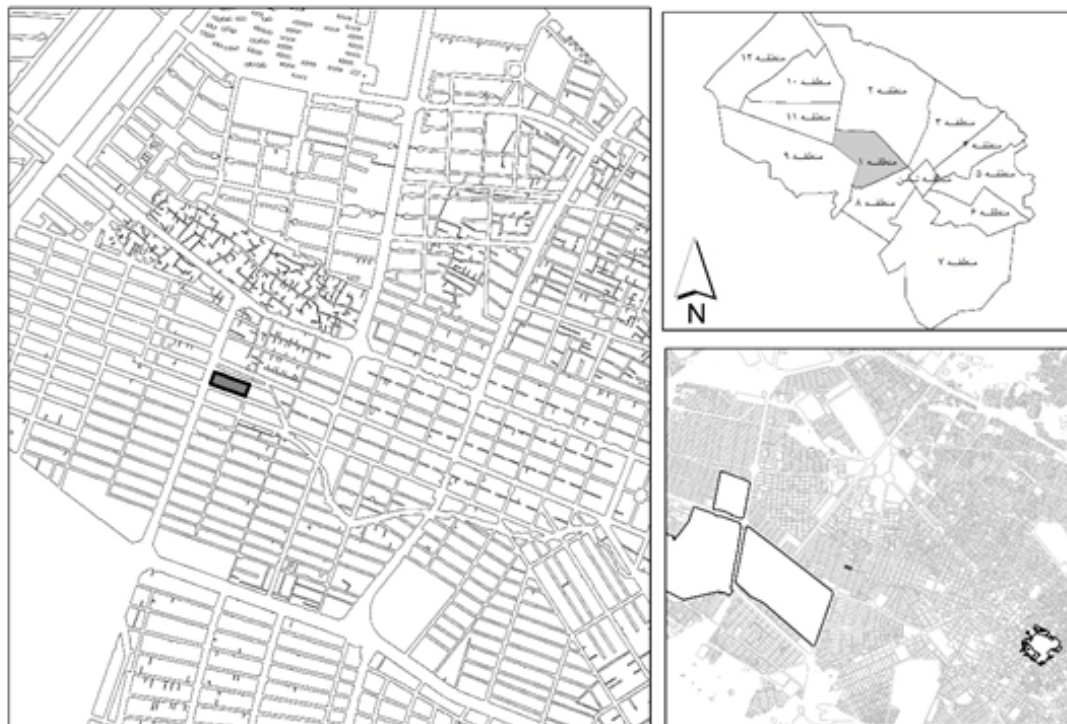 منطقه ۱۲
منطقه ۱۰
منطقه ۲
منطقه ۱۱
منطقه ۳
منطقه ۴
منطقه ۹
منطقه ۱
منطقه ۵
منطقه ثامن
منطقه ۸
منطقه ۶
منطقه ۷
N